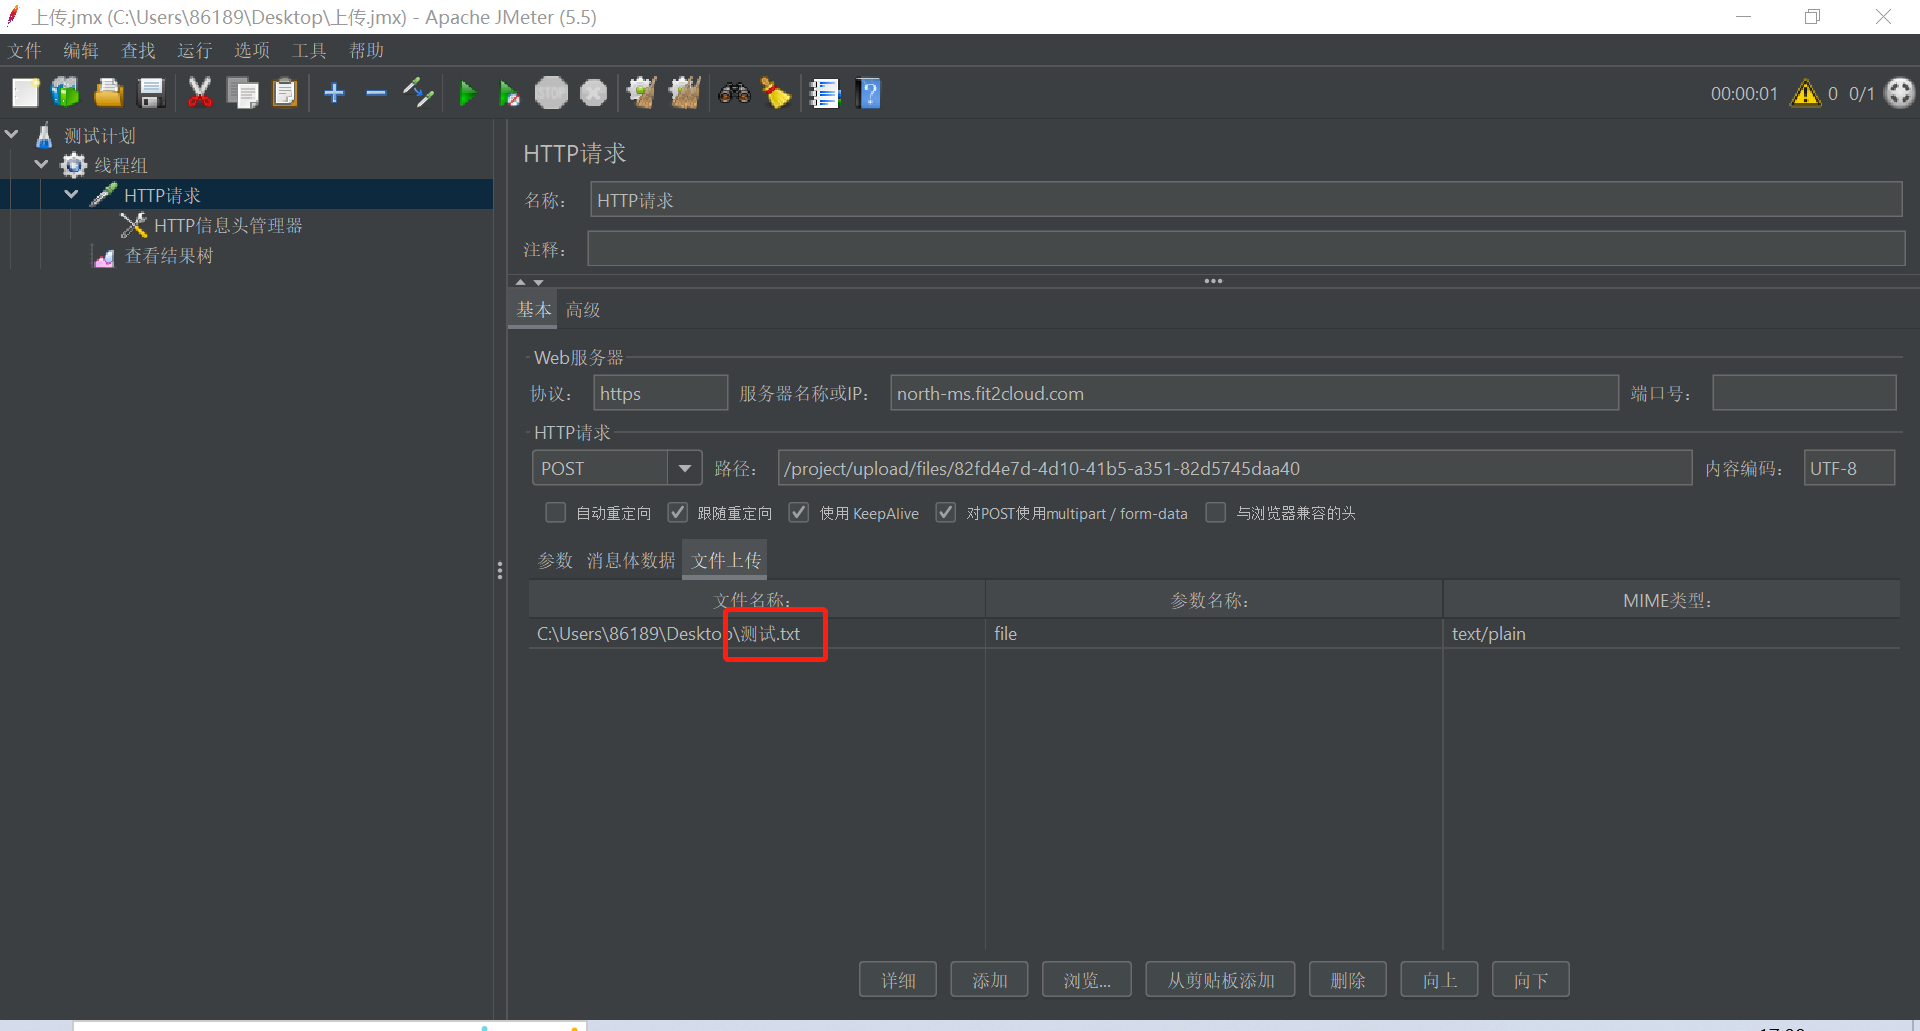 上传.jmx (C:\Users\86189\Desktop\上传.jmx) - Apache JMeter (5.5)
文件 编辑 查找 运行 选项 工具 帮助
STOP
00:00:01 0 0/1
测试计划
线程组
HTTP请求
HTTP信息头管理器
查看结果树
HTTP请求
名称： HTTP请求
注释：
基本 高级
Web服务器
协议： https 服务器名称或IP： north-ms.fit2cloud.com 端口号：
HTTP请求
POST 路径： /project/upload/files/82fd4e7d-4d10-41b5-a351-82d5745daa40 内容编码： UTF-8
自动重定向 跟随重定向 使用 KeepAlive 对POST使用multipart / form-data 与浏览器兼容的头
参数 消息体数据 文件上传
文件名称： 参数名称： MIME类型：
C:\Users\86189\Desktop\测试.txt file text/plain
详细 添加 浏览... 从剪贴板添加 删除 向上 向下